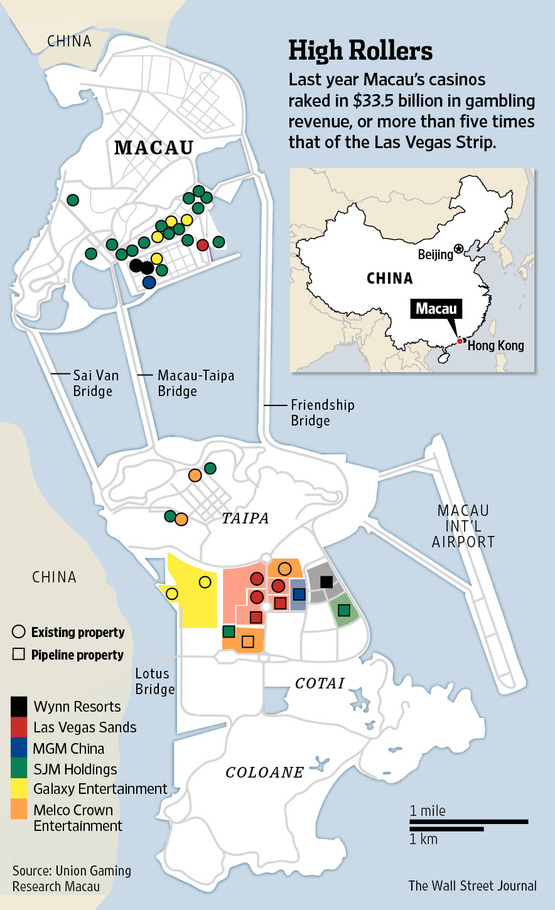 High Rollers
Last year Macau's casinos
raked in $33.5 billion in gambling
revenue, or more than five times
that of the Las Vegas Strip.
CHINA
MACAU
Beijing
CHINA
Macau
Hong Kong
Sai Van
Bridge
Macau-Taipa
Bridge
Friendship
Bridge
TAIPA
MACAU
INT'L
AIRPORT
CHINA
Existing property
Pipeline property
Lotus
Bridge
COTAI
COLOANE
Wynn Resorts
Las Vegas Sands
MGM China
SJM Holdings
Galaxy Entertainment
Melco Crown
Entertainment
1 mile
1 km
Source: Union Gaming
Research Macau
The Wall Street Journal